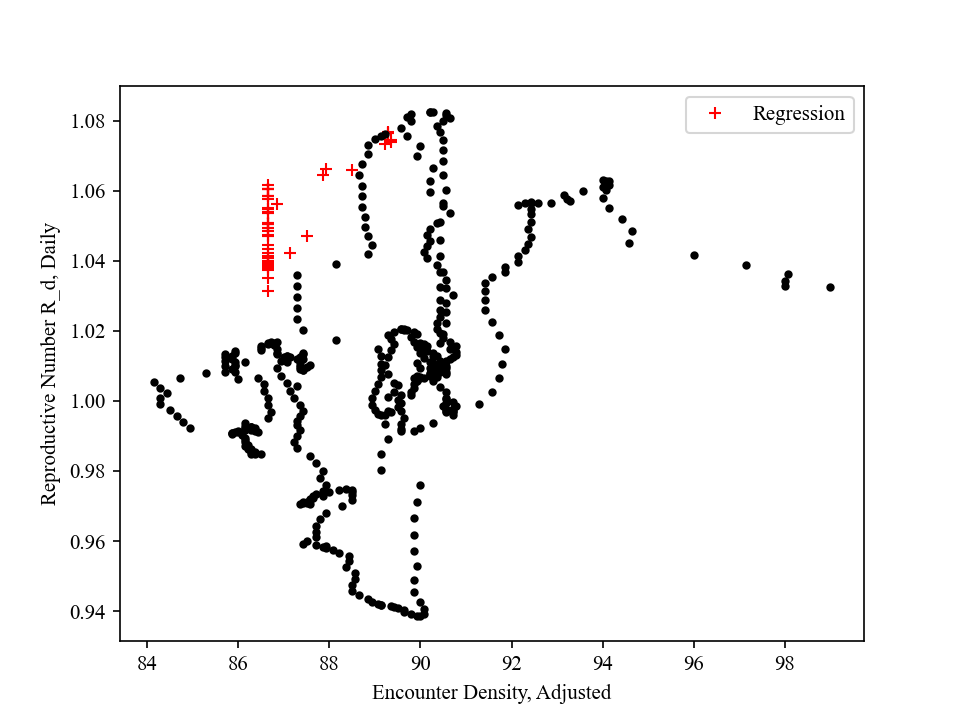 Regression
1.08
1.06
1.04
1.02
1.00
0.98
0.96
0.94
Reproductive Number R_d, Daily
84 86 88 90 92 94 96 98
Encounter Density, Adjusted